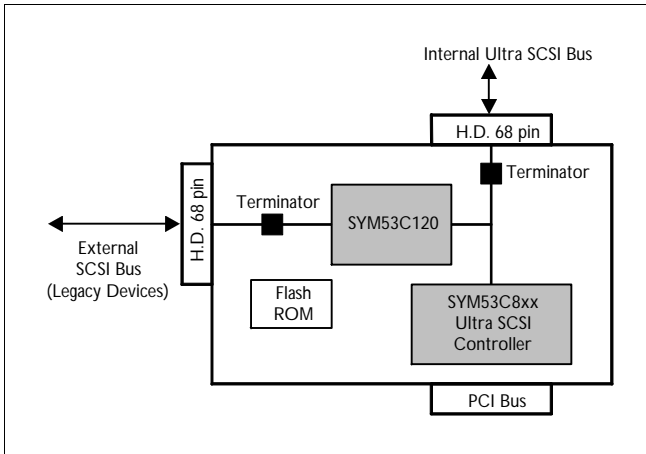 Internal Ultra SCSI Bus
H.D. 68 pin
Terminator
H.D. 68 pin
Terminator
SYM53C120
External
SCSI Bus
(Legacy Devices)
Flash
ROM
SYM53C8xx
Ultra SCSI
Controller
PCI Bus